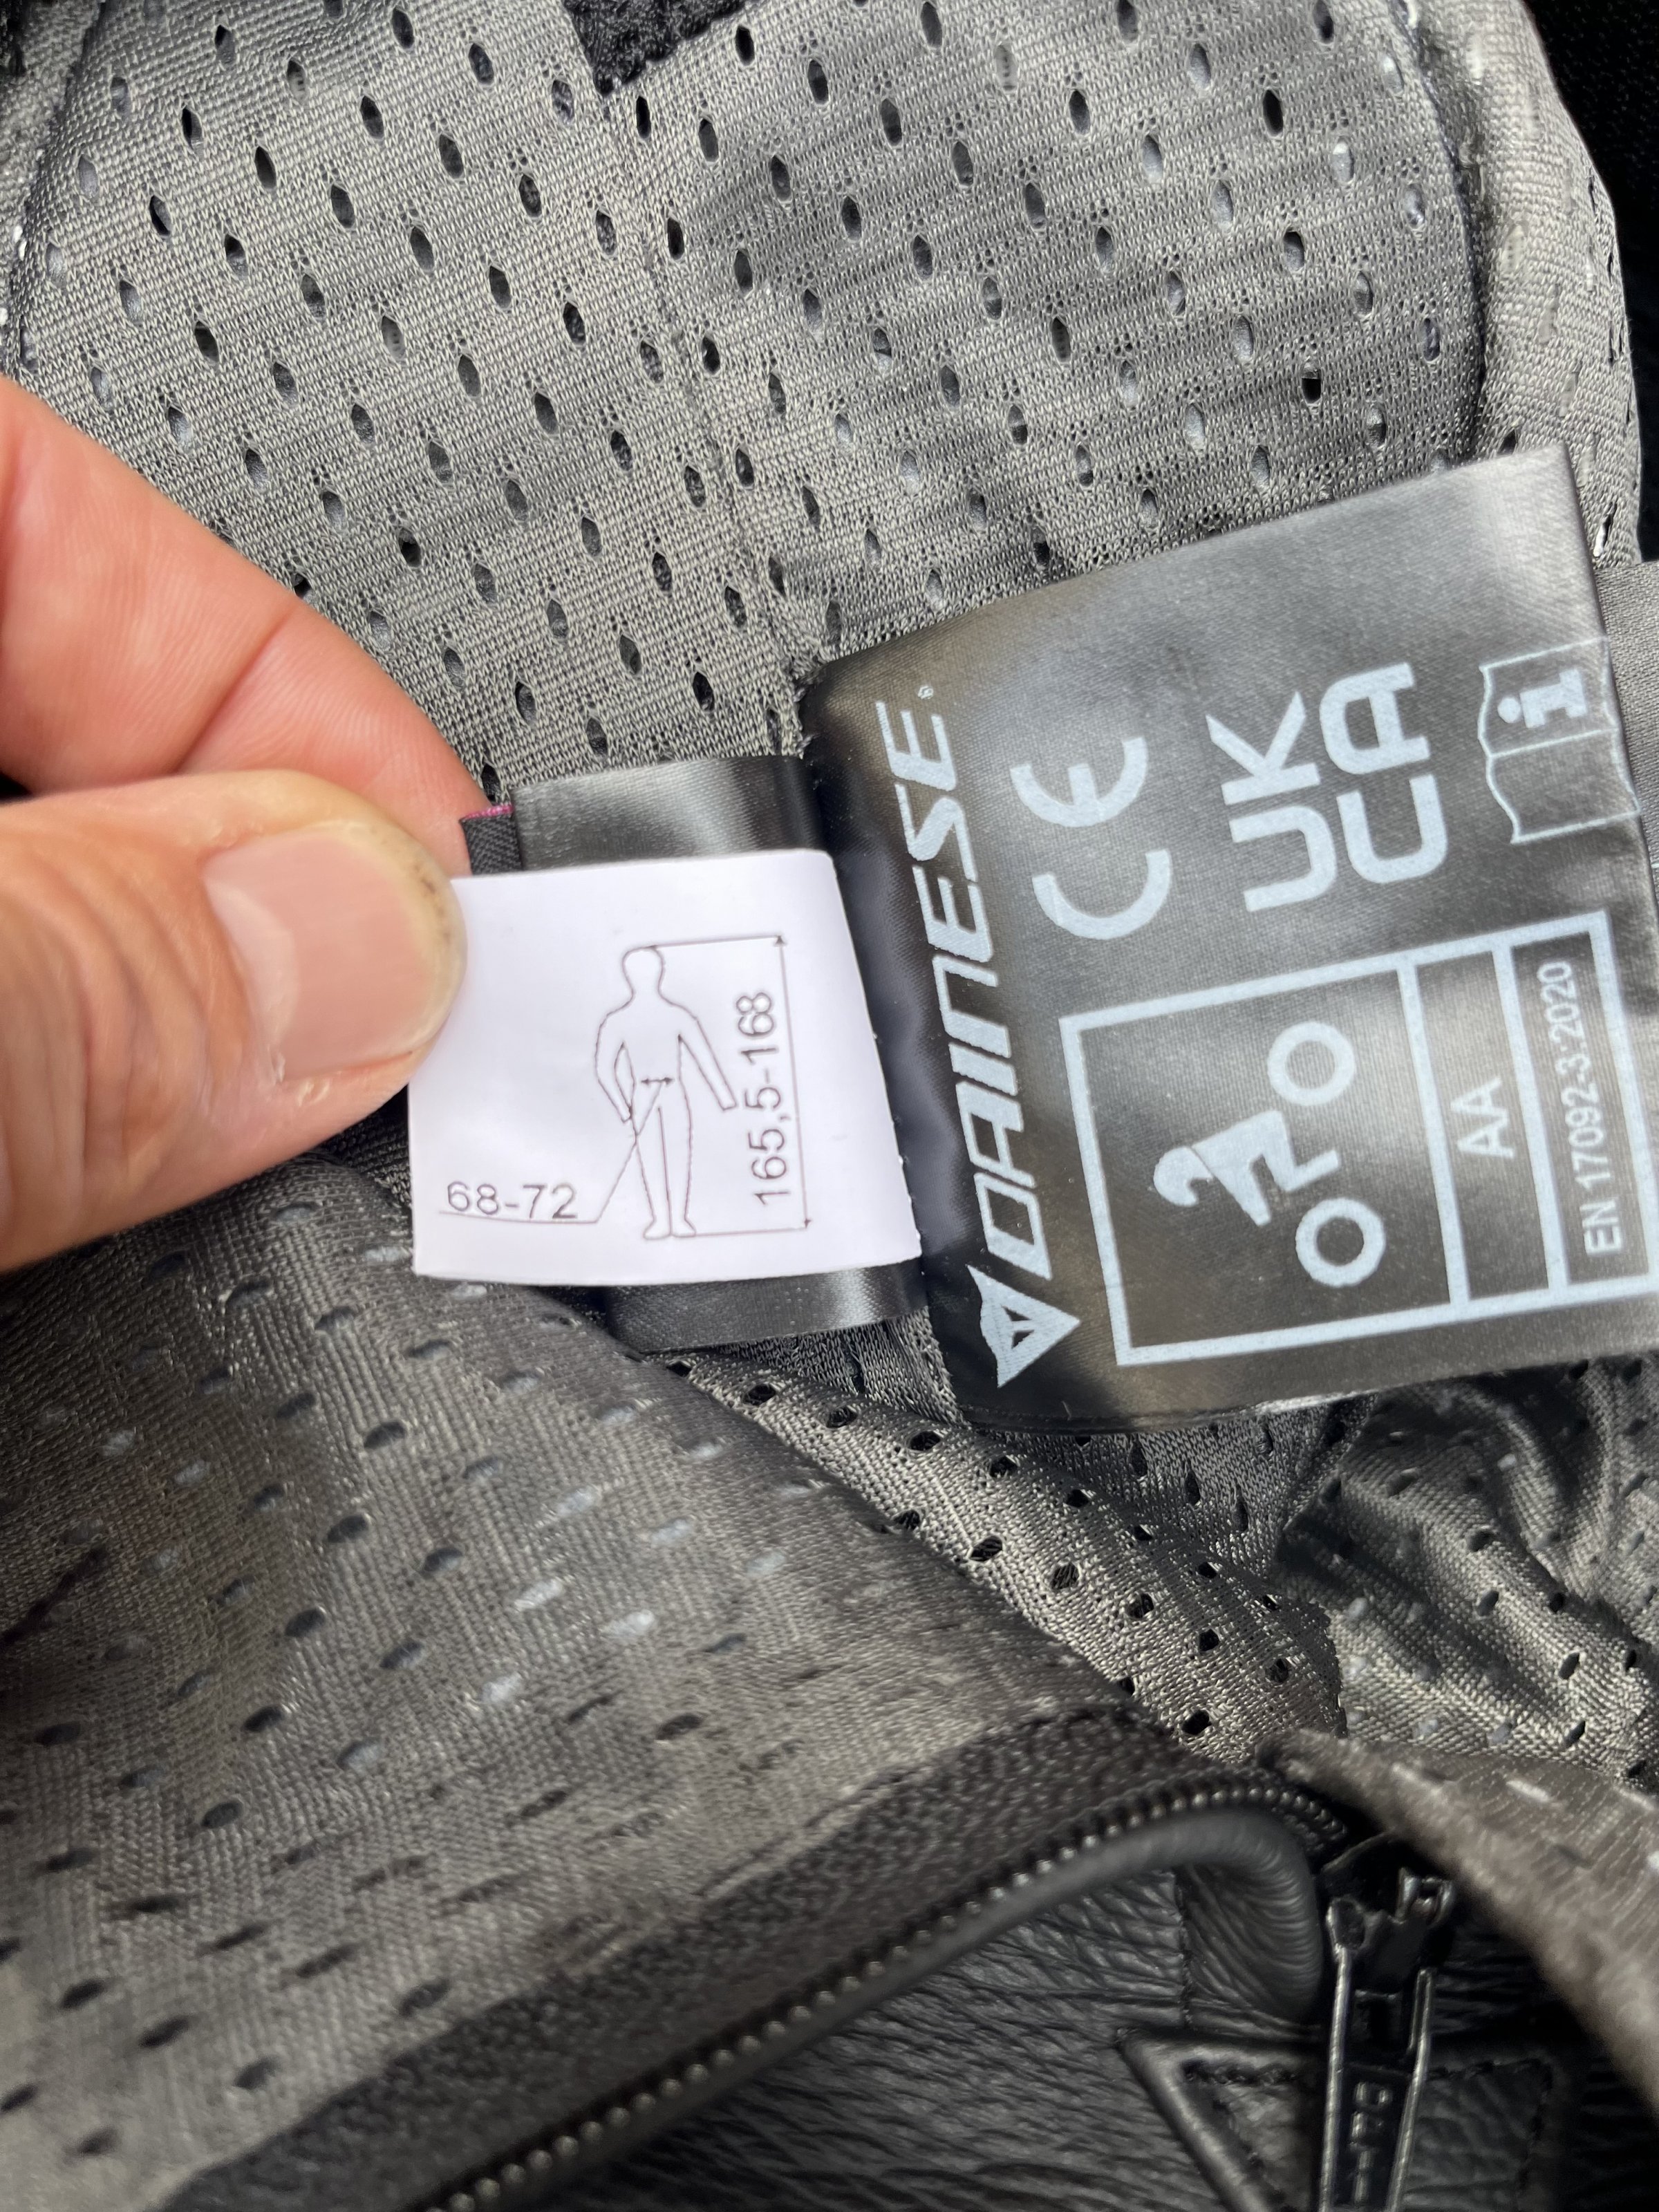 68-72
165,5-168
DAINESE®
CE
UK
CA
i
AA
EN 17092-3:2020